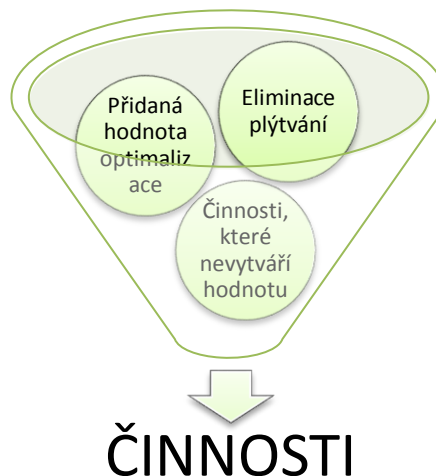 Přidaná
hodnota
optimaliz
ace
Eliminace
plýtvání
Činnosti,
které
nevytváří
hodnotu
ČINNOSTI